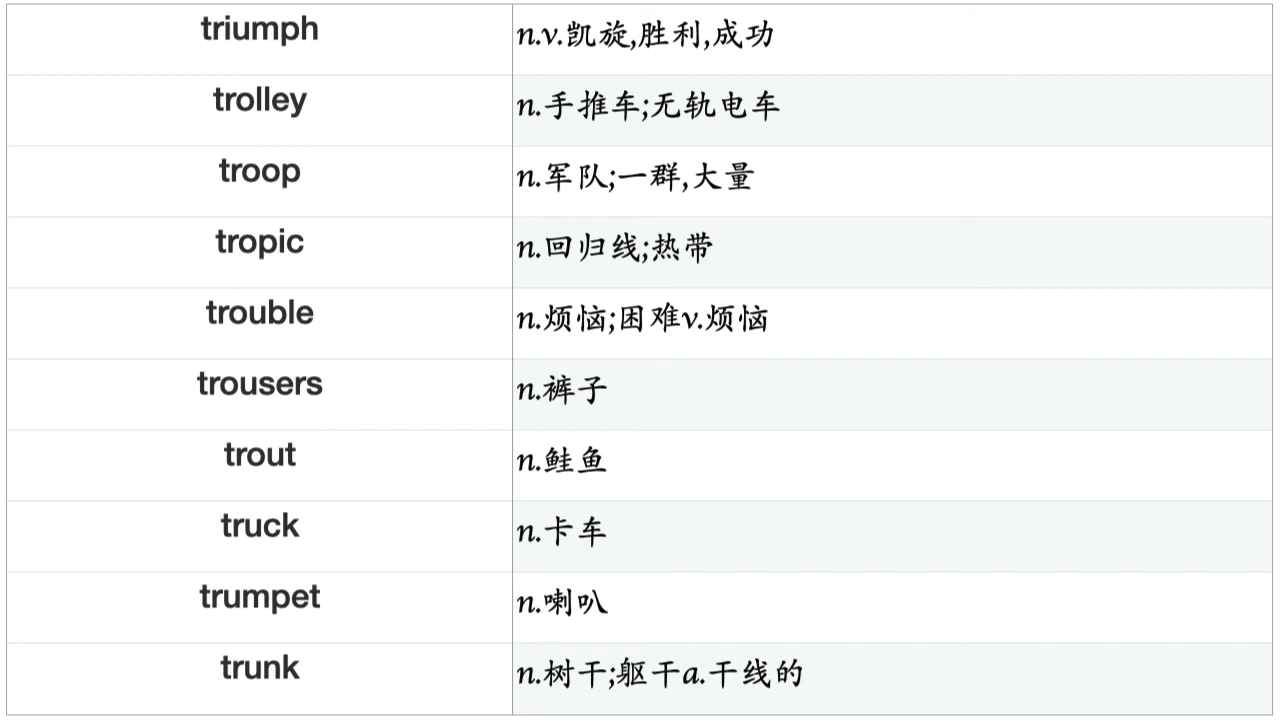 triumph n.v.凯旋,胜利,成功
trolley n.手推车;无轨电车
troop n.军队;一群,大量
tropic n.回归线;热带
trouble n.烦恼;困难v.烦恼
trousers n.裤子
trout n.鲑鱼
truck n.卡车
trumpet n.喇叭
trunk n.树干;躯干a.干线的